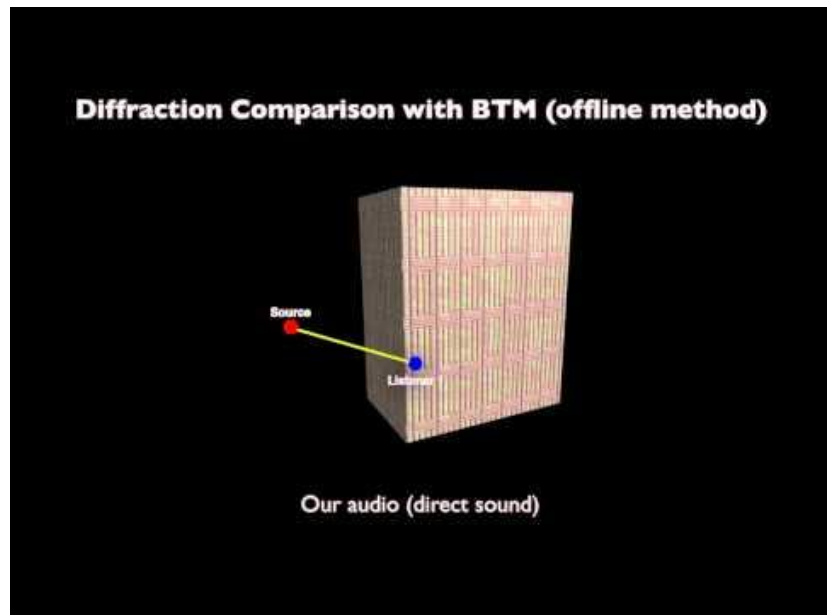 Diffraction Comparison with BTM (offline method)
Source
Listener
Our audio (direct sound)